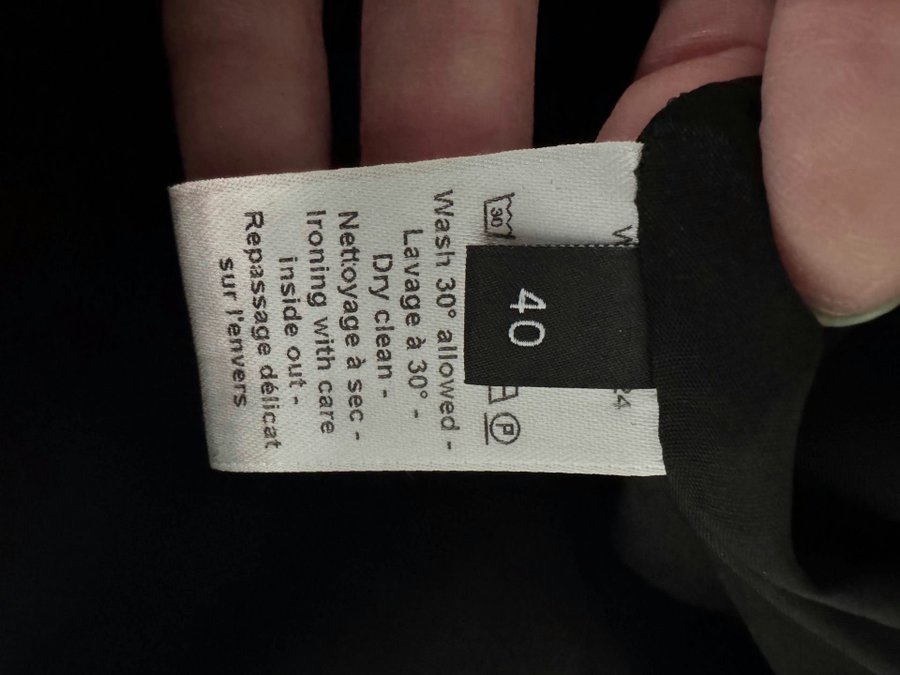 40
30
P
Wash 30° allowed -
Lavage à 30° -
Dry clean -
Nettoyage à sec -
Ironing with care
inside out -
Repassage délicat
sur l'envers